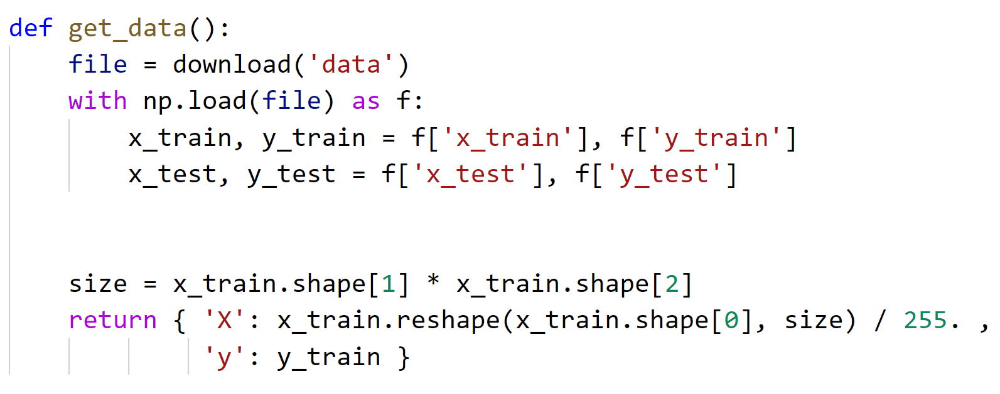 def get_data():
    file = download('data')
    with np.load(file) as f:
        x_train, y_train = f['x_train'], f['y_train']
        x_test, y_test = f['x_test'], f['y_test']
    size = x_train.shape[1] * x_train.shape[2]
    return { 'X': x_train.reshape(x_train.shape[0], size) / 255. ,
             'y': y_train }